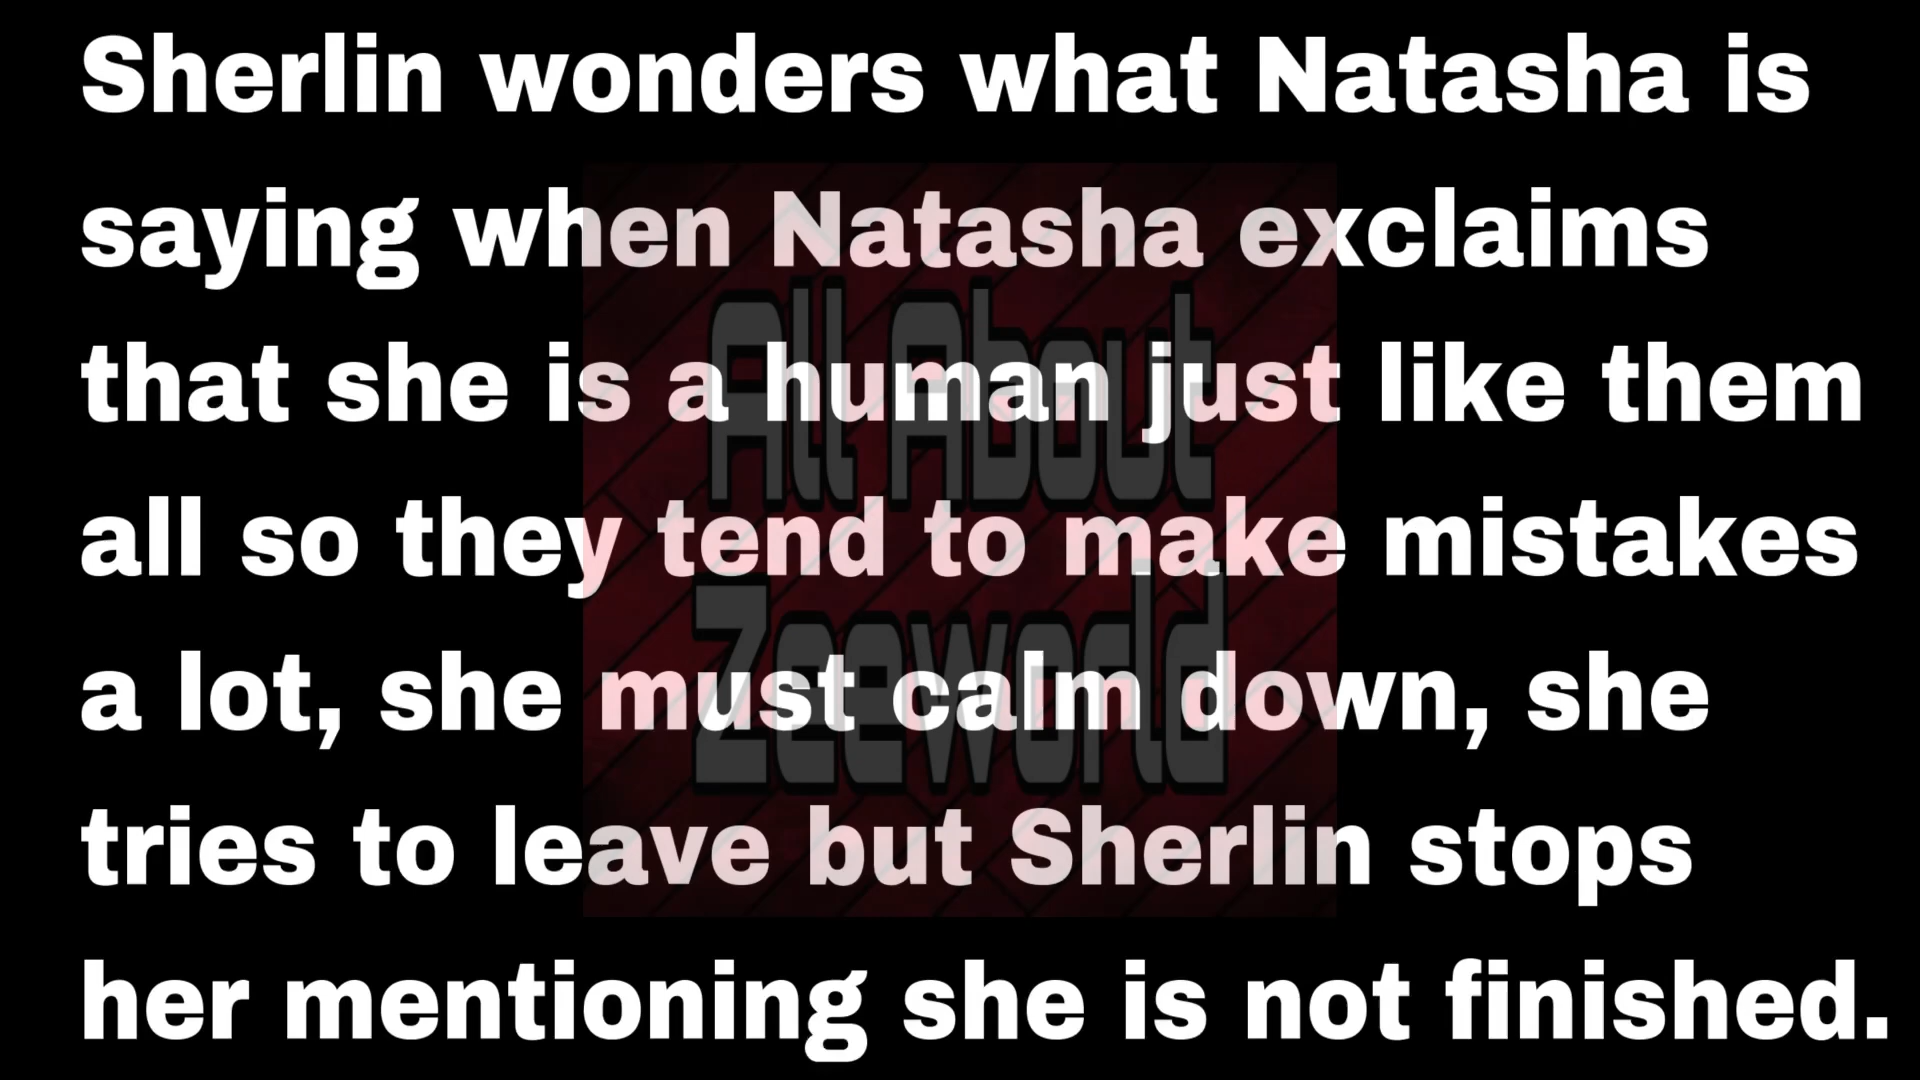 Sherlin wonders what Natasha is
saying when Natasha exclaims
that she is a human just like them
all so they tend to make mistakes
a lot, she must calm down, she
tries to leave but Sherlin stops
her mentioning she is not finished.
All About
Zeeworld